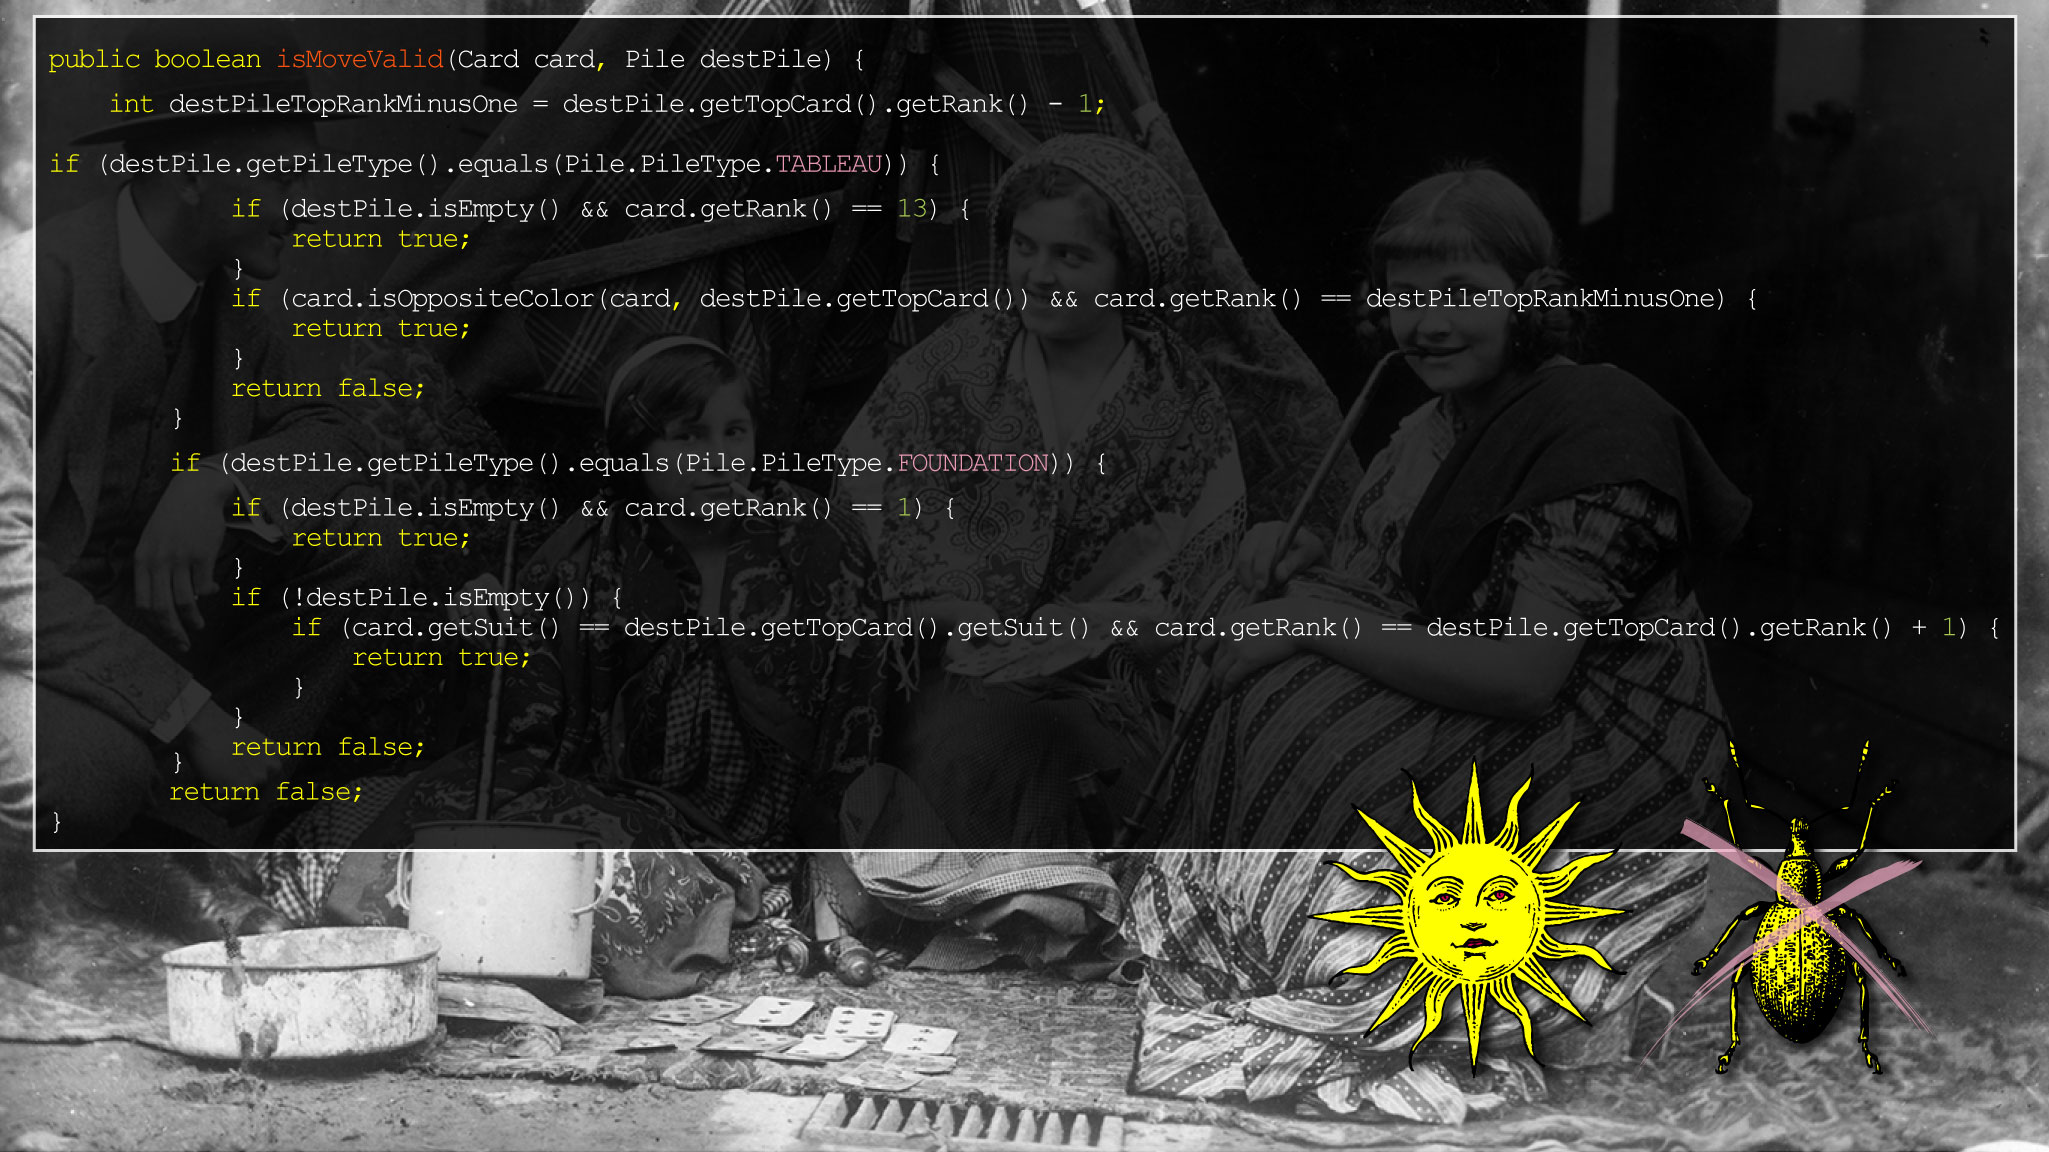 public boolean isMoveValid(Card card, Pile destPile) {
    int destPileTopRankMinusOne = destPile.getTopCard().getRank() - 1;
if (destPile.getPileType().equals(Pile.PileType.TABLEAU)) {
            if (destPile.isEmpty() && card.getRank() == 13) {
                return true;
            }
            if (card.isOppositeColor(card, destPile.getTopCard()) && card.getRank() == destPileTopRankMinusOne) {
                return true;
            }
            return false;
        }
        if (destPile.getPileType().equals(Pile.PileType.FOUNDATION)) {
            if (destPile.isEmpty() && card.getRank() == 1) {
                return true;
            }
            if (!destPile.isEmpty()) {
                if (card.getSuit() == destPile.getTopCard().getSuit() && card.getRank() == destPile.getTopCard().getRank() + 1) {
                    return true;
                }
            }
            return false;
        }
        return false;
}